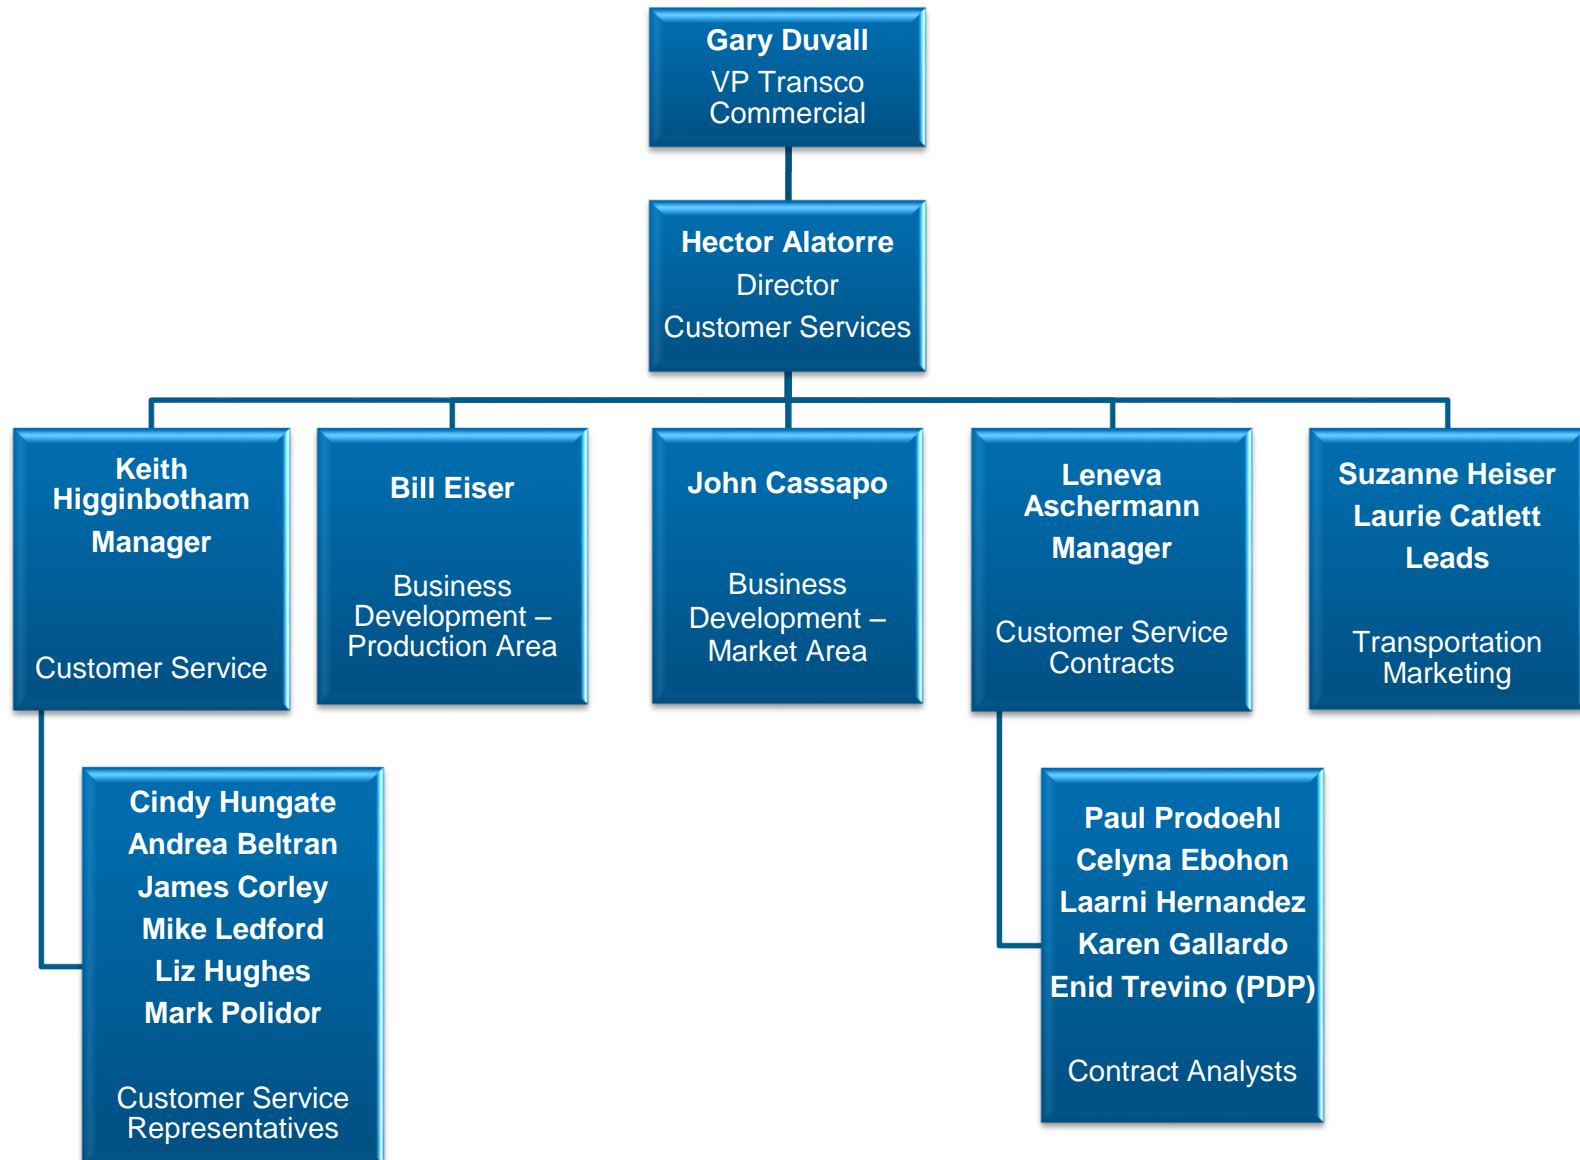 Gary Duvall
VP Transco
Commercial
Hector Alatorre
Director
Customer Services
Keith
Higginbotham
Manager
Customer Service
Bill Eiser
Business
Development –
Production Area
John Cassapo
Business
Development –
Market Area
Leneva
Aschermann
Manager
Customer Service
Contracts
Suzanne Heiser
Laurie Catlett
Leads
Transportation
Marketing
Cindy Hungate
Andrea Beltran
James Corley
Mike Ledford
Liz Hughes
Mark Polidor
Customer Service
Representatives
Paul Prodoehl
Celyna Ebohon
Laarni Hernandez
Karen Gallardo
Enid Trevino (PDP)
Contract Analysts